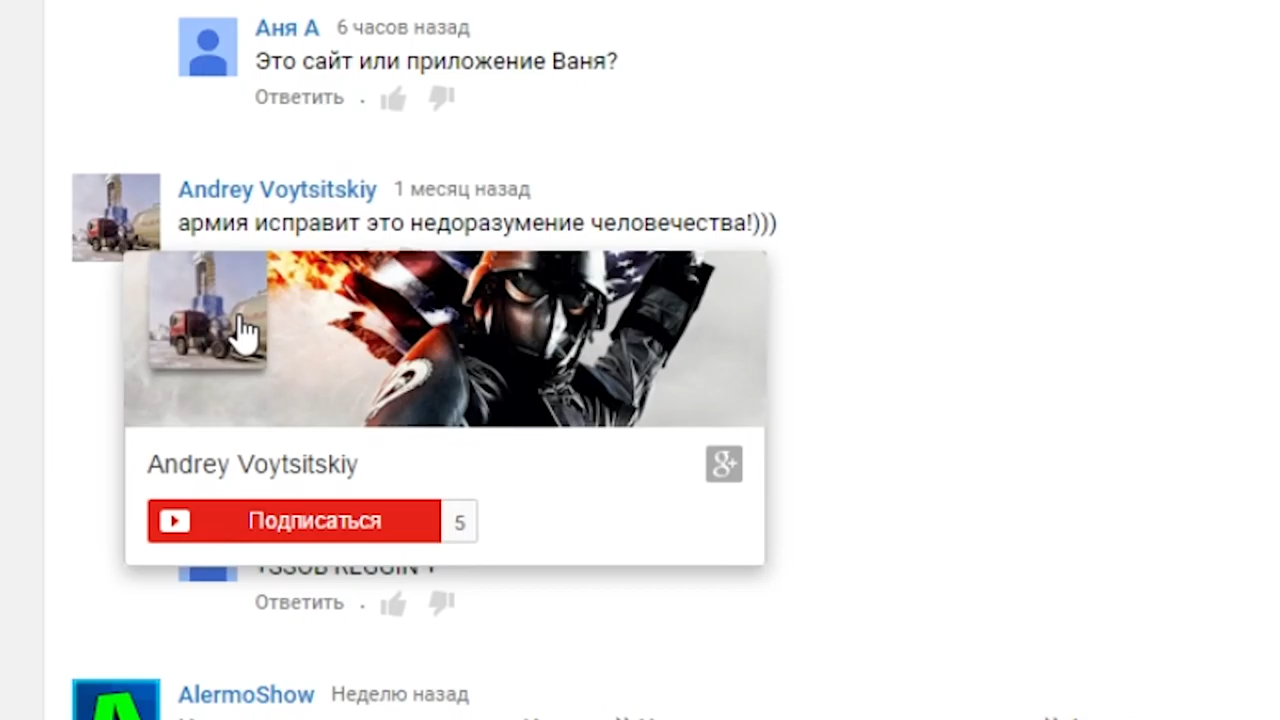 Аня А 6 часов назад
Это сайт или приложение Ваня?
Ответить
Andrey Voytsitskiy 1 месяц назад
армия исправит это недоразумение человечества!)))
Andrey Voytsitskiy
g+
Подписаться 5
Ответить
AlermoShow Неделю назад